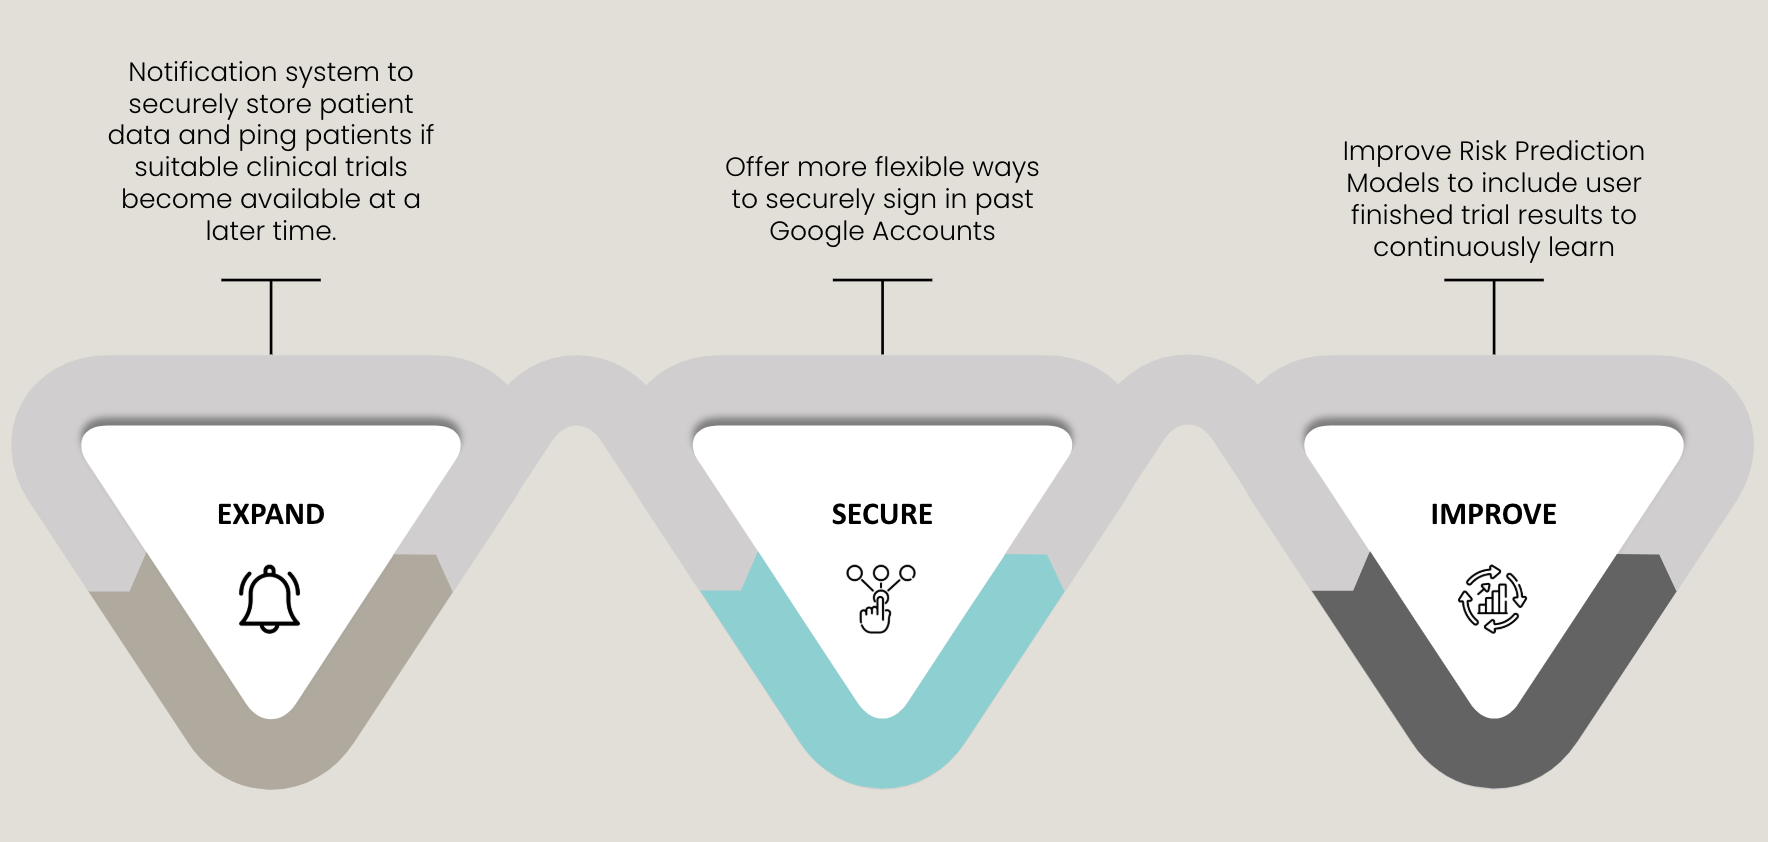 Notification system to
securely store patient
data and ping patients if
suitable clinical trials
become available at a
later time.
Offer more flexible ways
to securely sign in past
Google Accounts
Improve Risk Prediction
Models to include user
finished trial results to
continuously learn
EXPAND
SECURE
IMPROVE